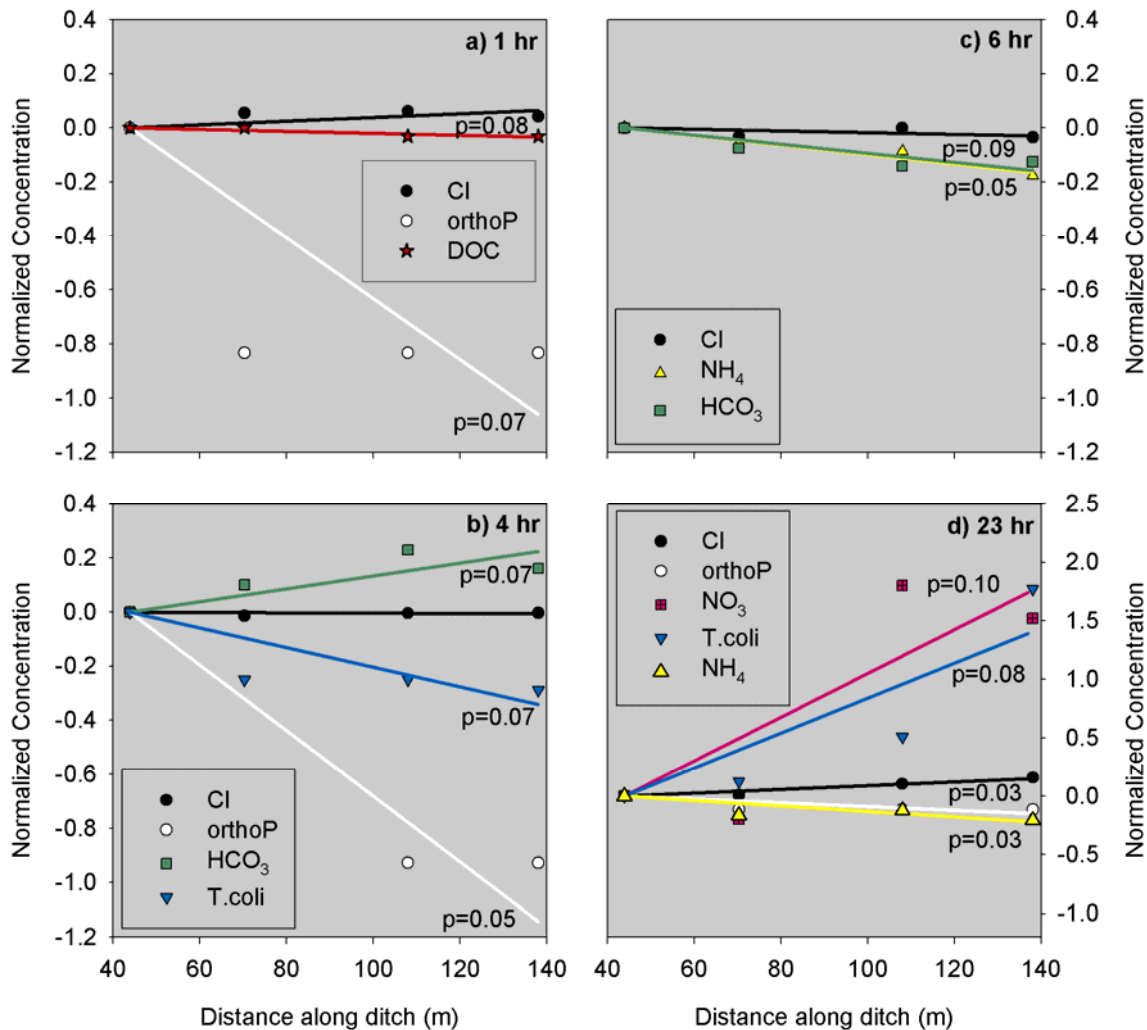 a) 1 hr
0.4
0.2
0.0
-0.2
-0.4
-0.6
-0.8
-1.0
-1.2
Normalized Concentration
p=0.08
Cl
orthoP
DOC
p=0.07
c) 6 hr
0.4
0.2
0.0
-0.2
-0.4
-0.6
-0.8
-1.0
-1.2
Normalized Concentration
p=0.09
p=0.05
Cl
NH4
HCO3
b) 4 hr
0.4
0.2
0.0
-0.2
-0.4
-0.6
-0.8
-1.0
-1.2
Normalized Concentration
p=0.07
p=0.07
Cl
orthoP
HCO3
T.coli
p=0.05
40 60 80 100 120 140
Distance along ditch (m)
d) 23 hr
2.5
2.0
1.5
1.0
0.5
0.0
-0.5
-1.0
Normalized Concentration
Cl
orthoP
NO3
T.coli
NH4
p=0.10
p=0.08
p=0.03
p=0.03
40 60 80 100 120 140
Distance along ditch (m)